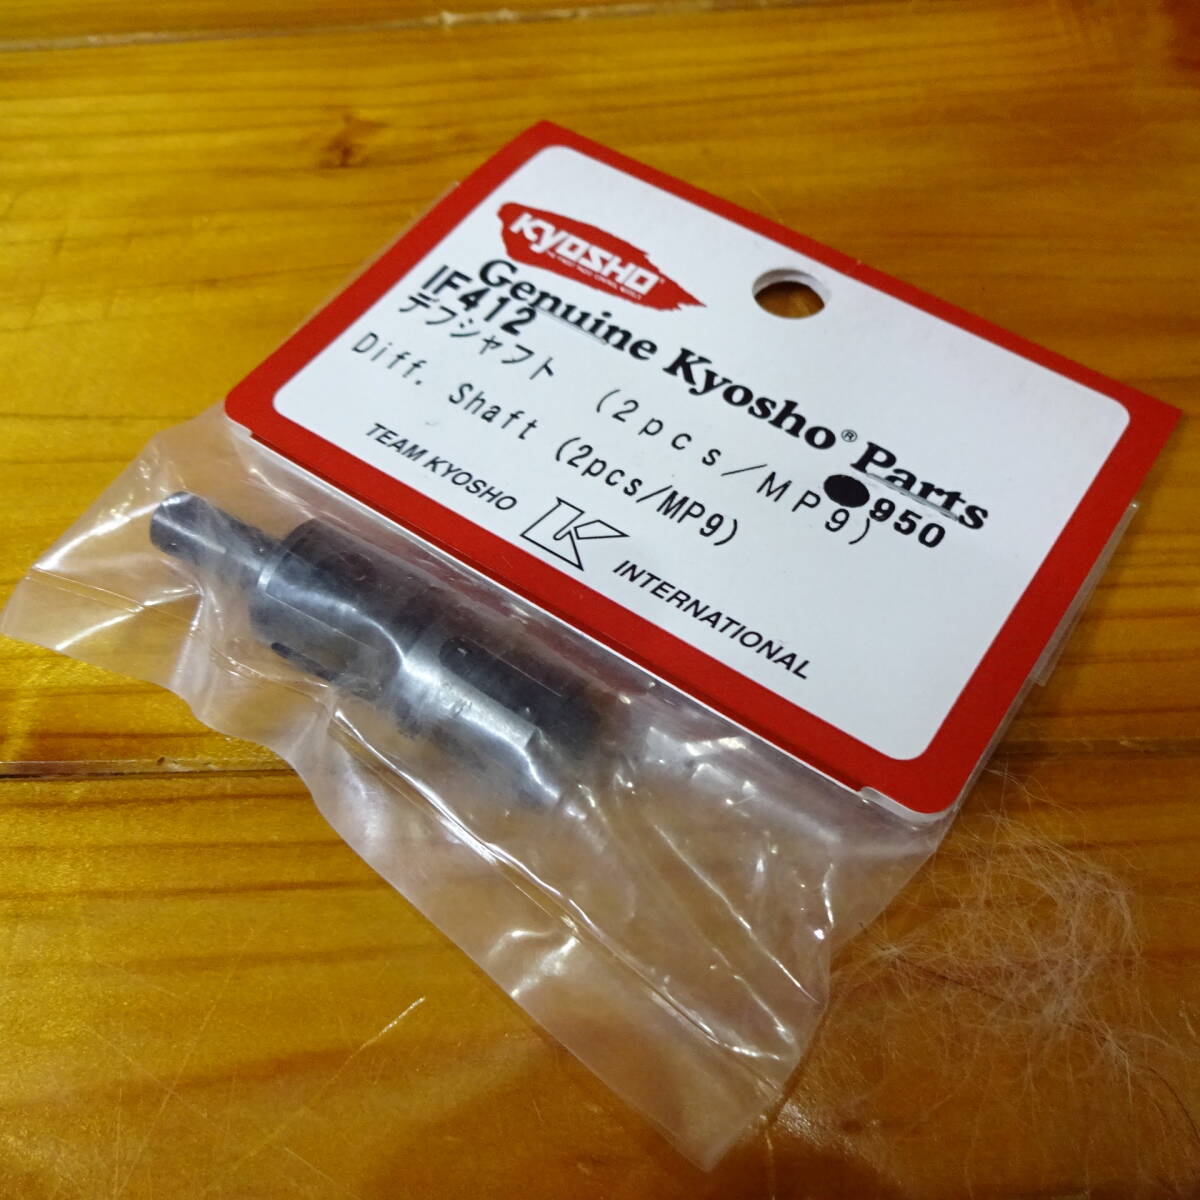 KYOSHO
Genuine Kyosho® Parts
IF412 ●950
デフシャフト (2pcs/MP9)
Diff. Shaft (2pcs/MP9)
TEAM KYOSHO K INTERNATIONAL